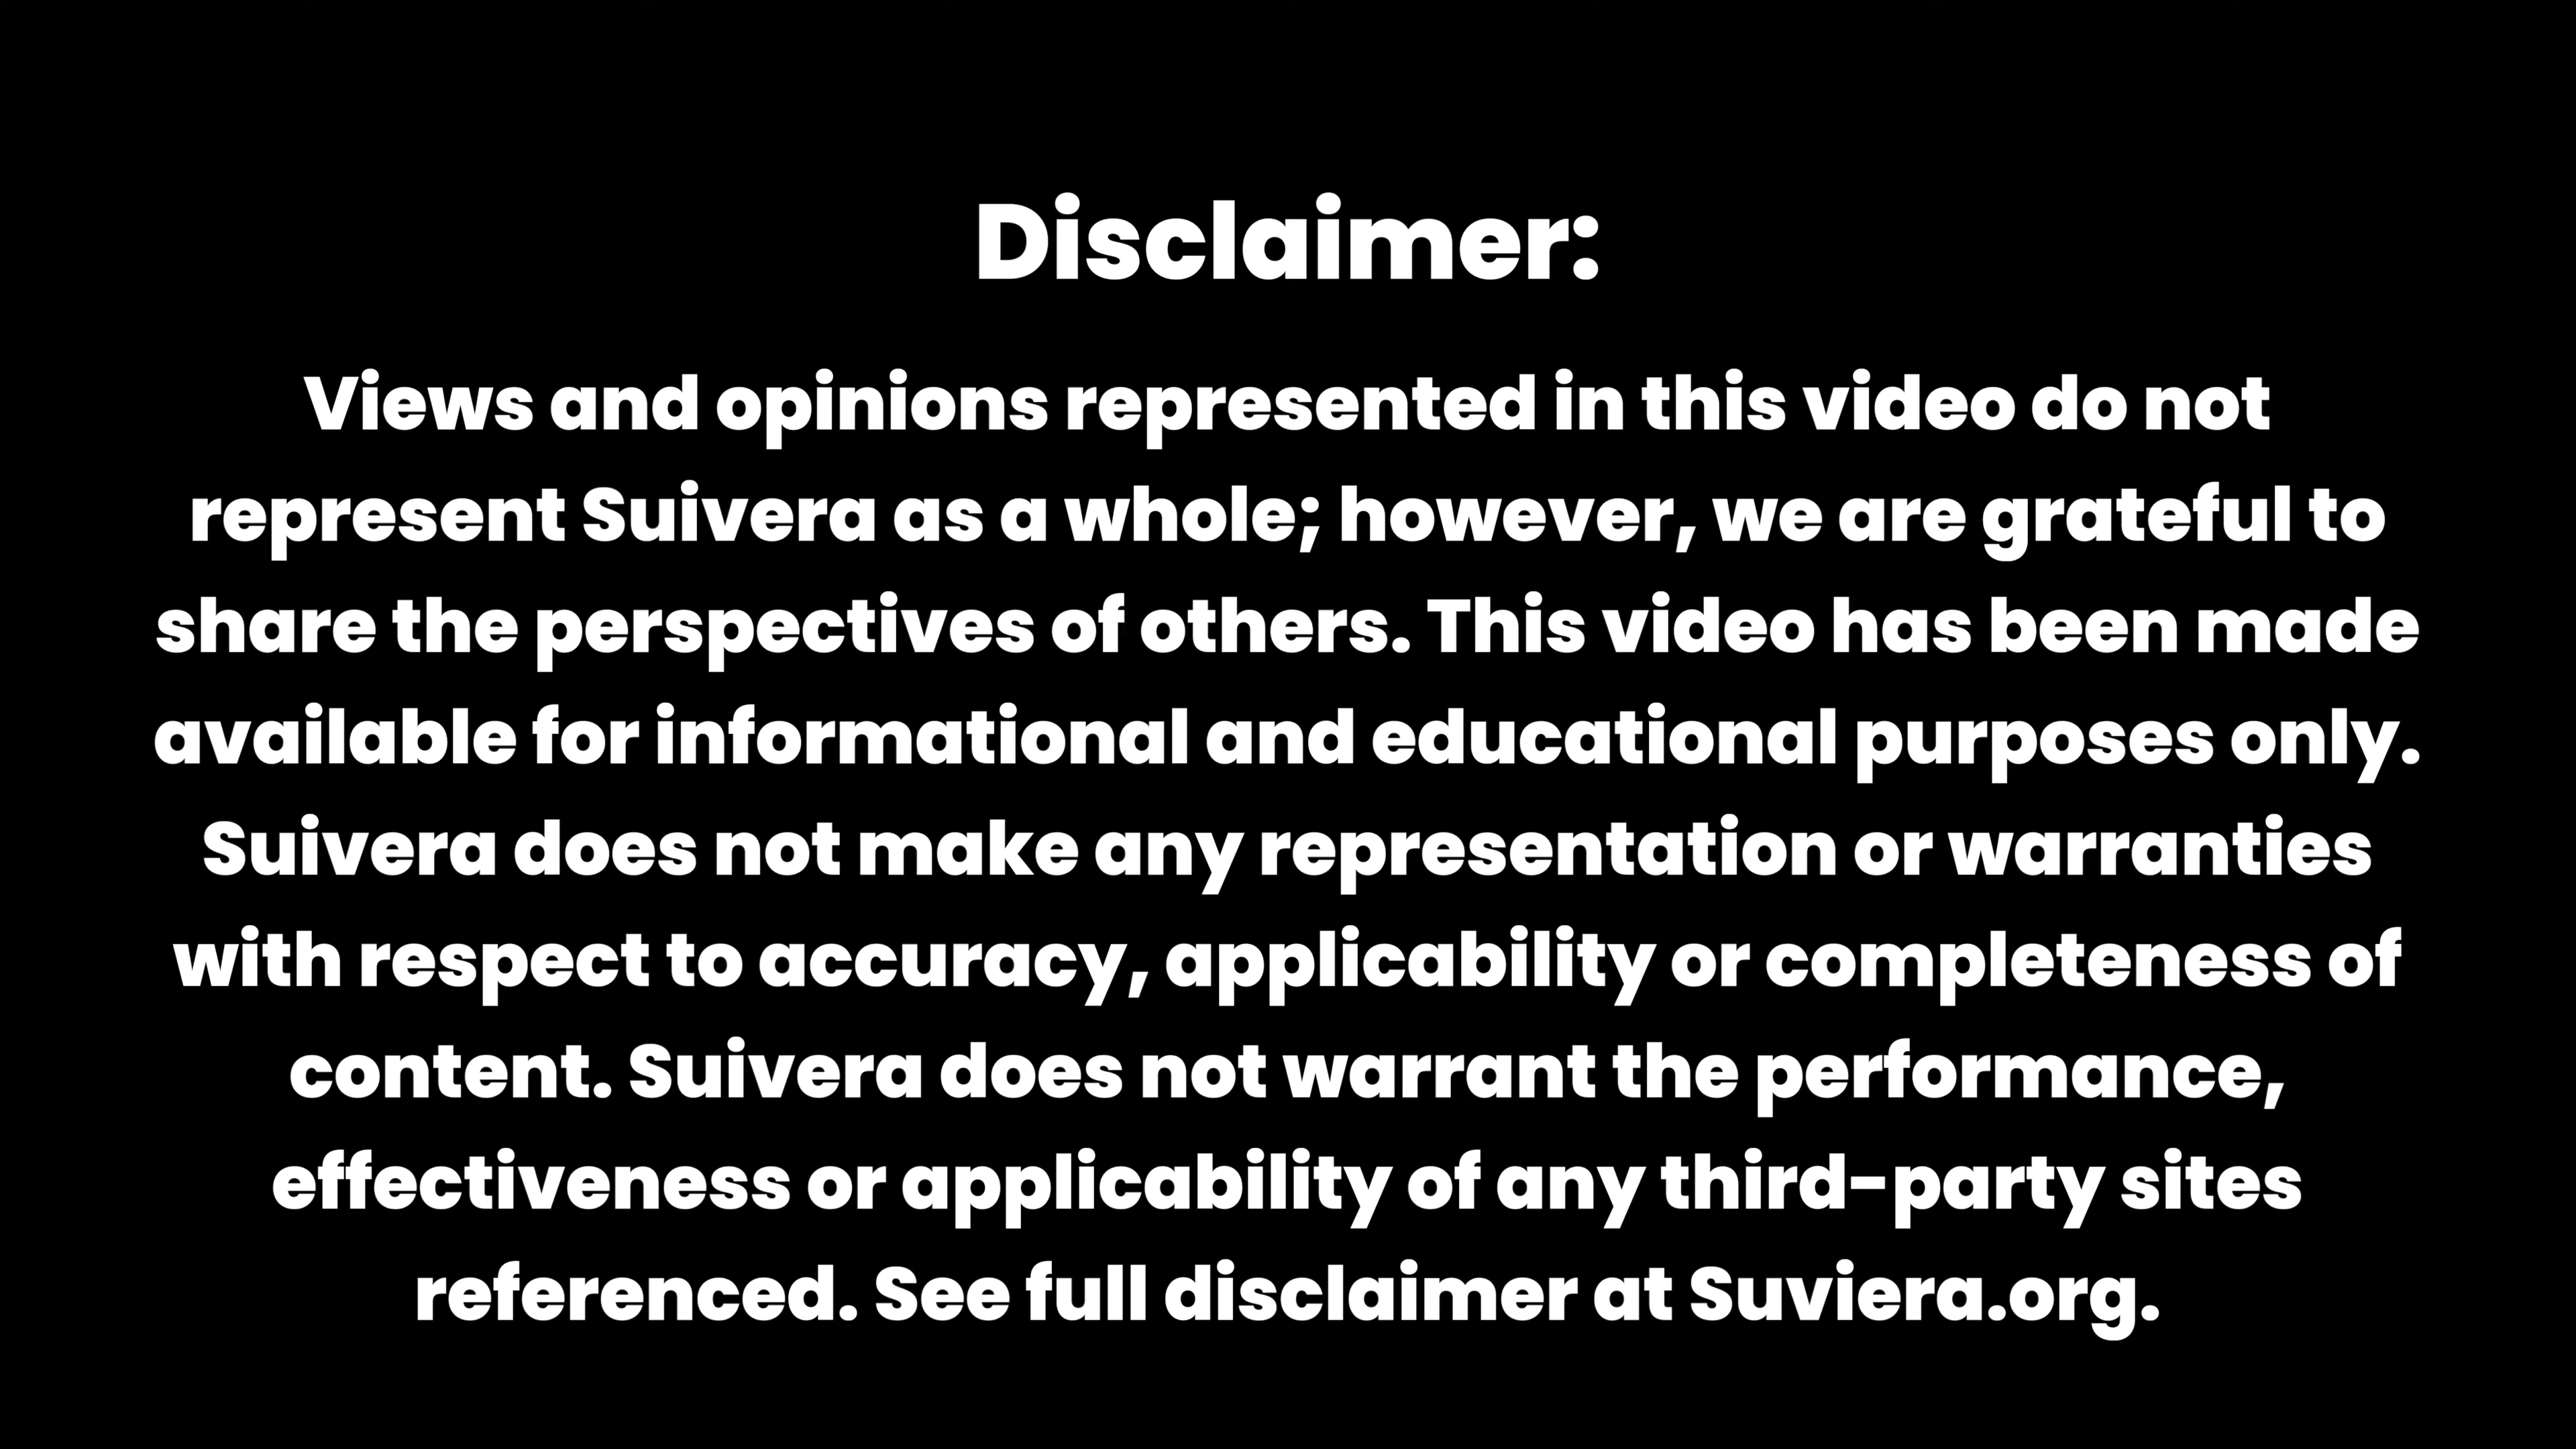 Disclaimer:
Views and opinions represented in this video do not
represent Suivera as a whole; however, we are grateful to
share the perspectives of others. This video has been made
available for informational and educational purposes only.
Suivera does not make any representation or warranties
with respect to accuracy, applicability or completeness of
content. Suivera does not warrant the performance,
effectiveness or applicability of any third-party sites
referenced. See full disclaimer at Suviera.org.